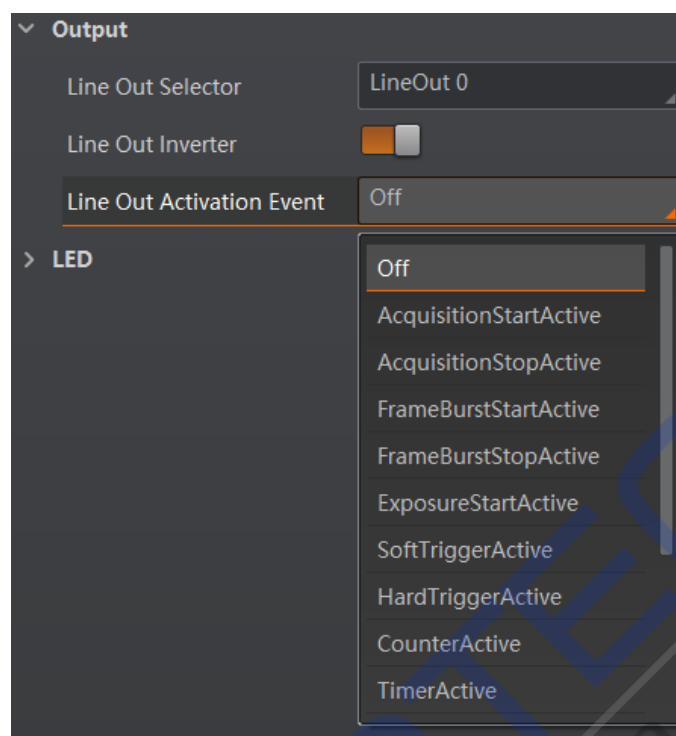 Output
Line Out Selector LineOut 0
Line Out Inverter
Line Out Activation Event Off
LED
Off
AcquisitionStartActive
AcquisitionStopActive
FrameBurstStartActive
FrameBurstStopActive
ExposureStartActive
SoftTriggerActive
HardTriggerActive
CounterActive
TimerActive